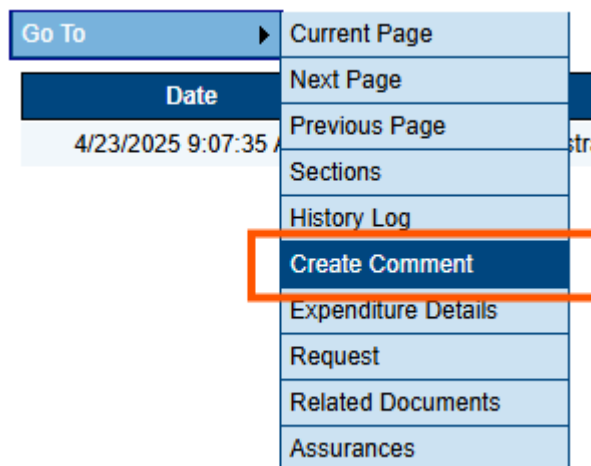 Go To
Current Page
Next Page
Date
Previous Page
4/23/2025 9:07:35
Sections
History Log
Create Comment
Expenditure Details
Request
Related Documents
Assurances